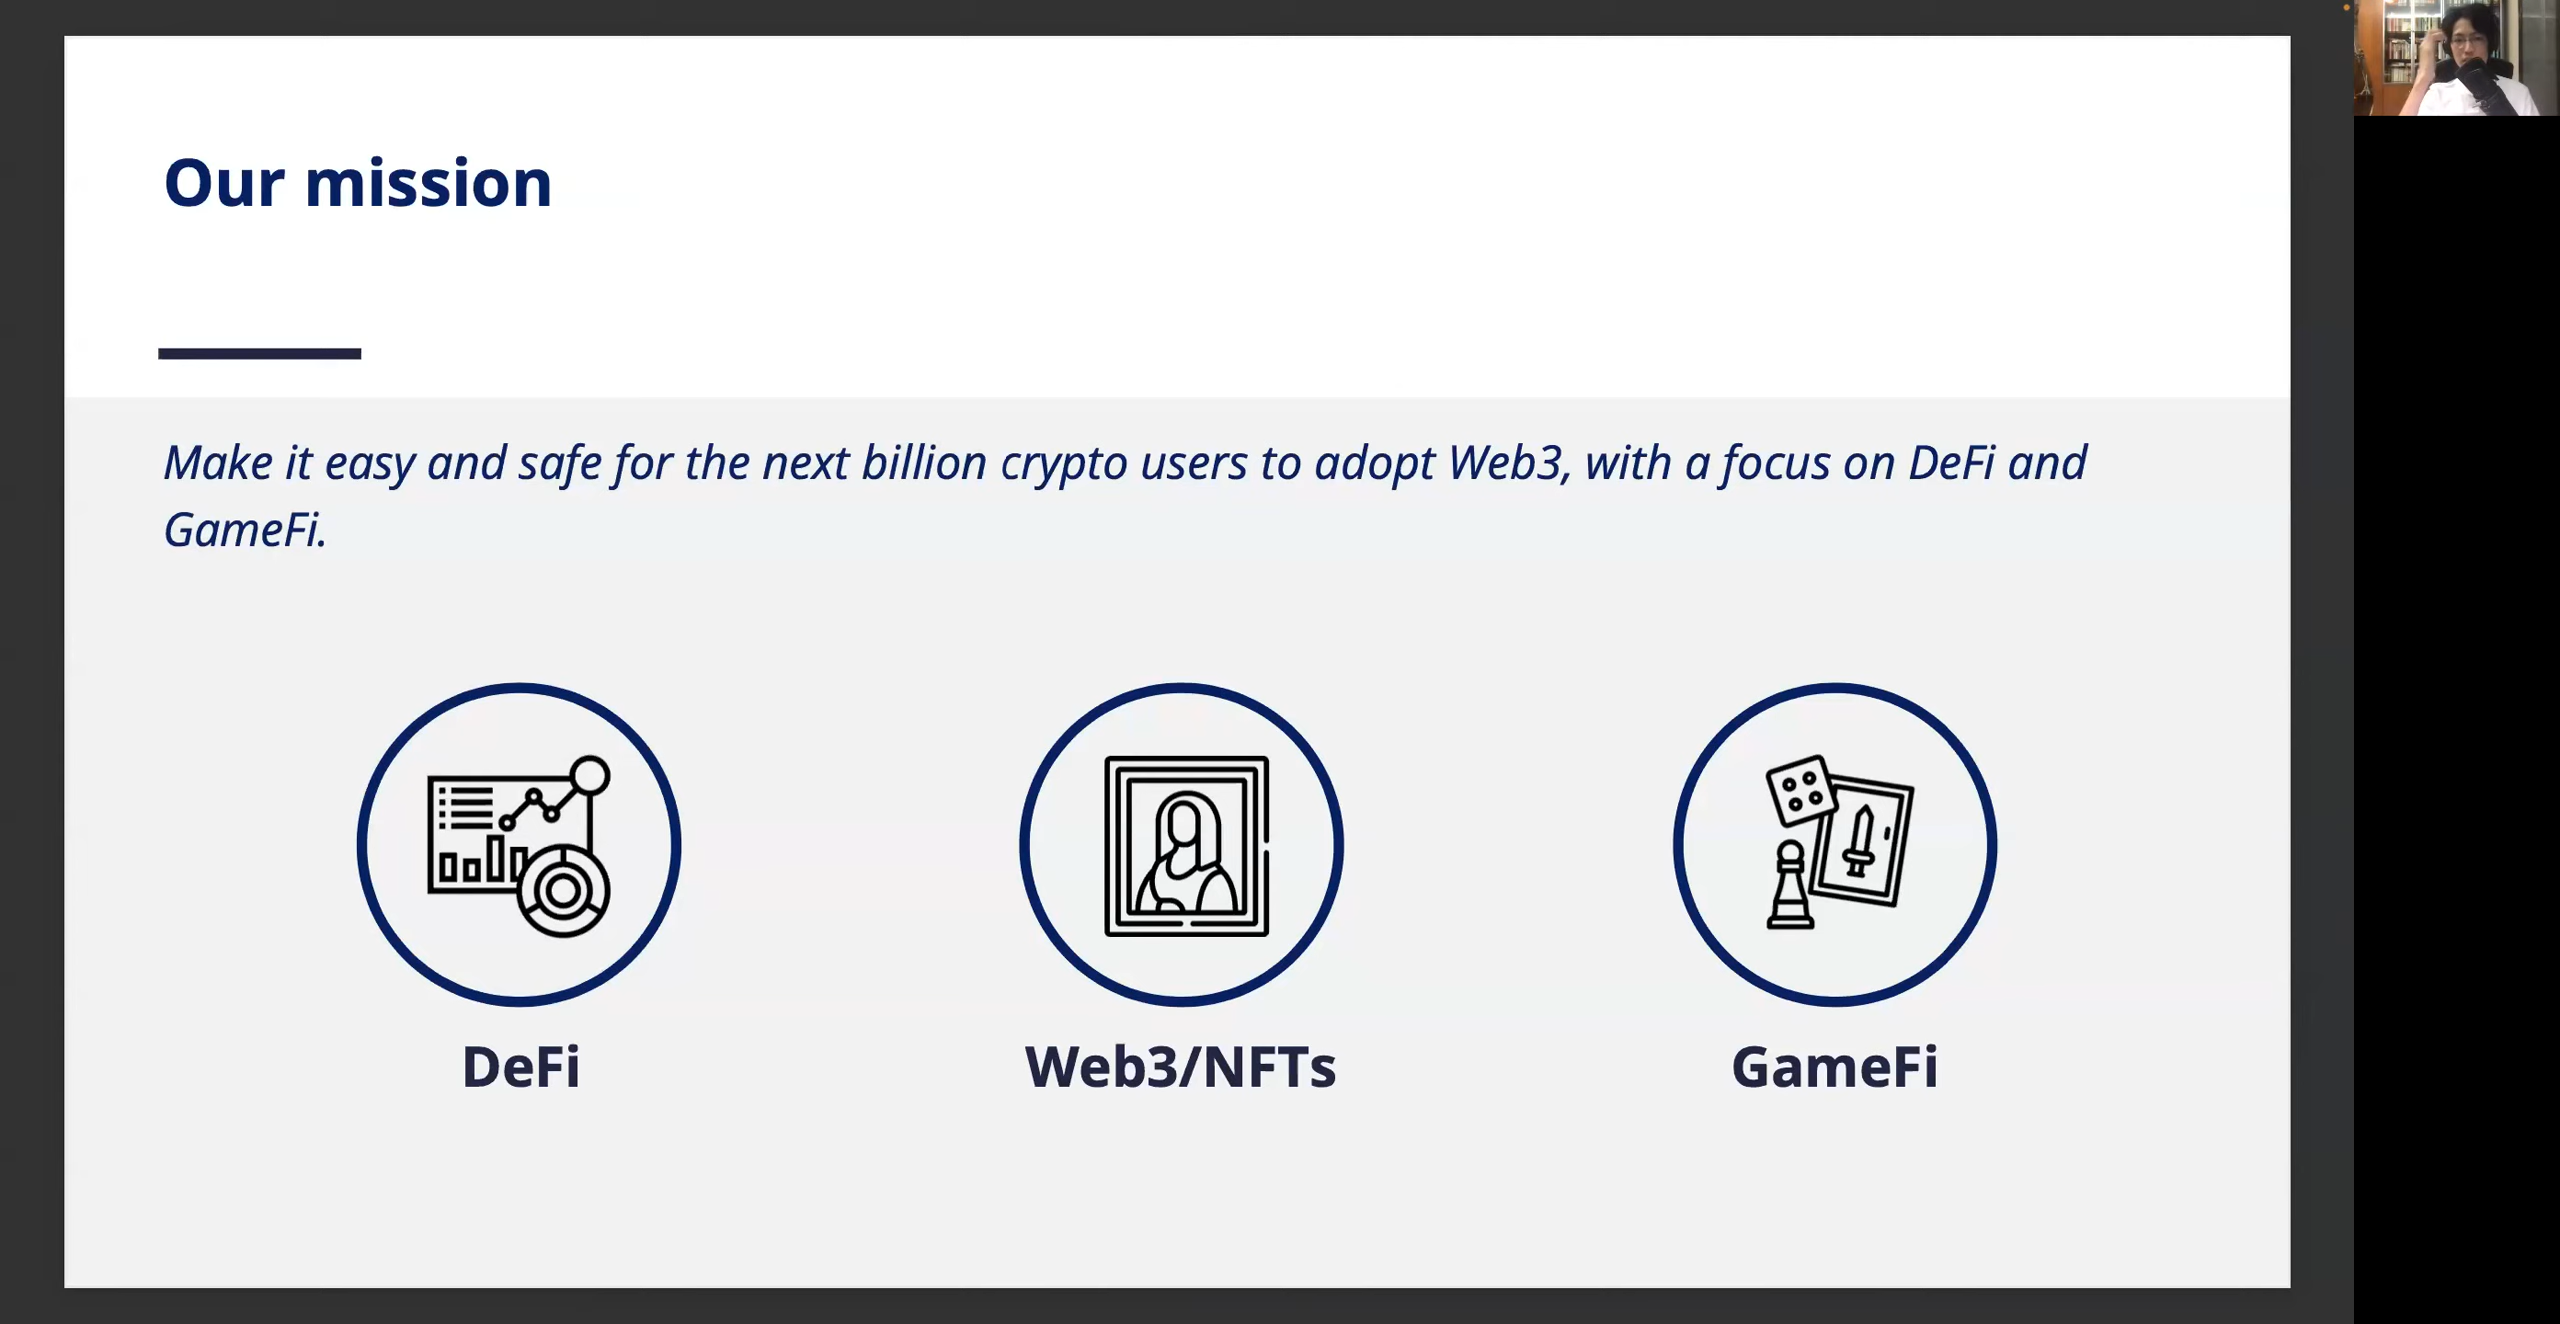 Our mission
Make it easy and safe for the next billion crypto users to adopt Web3, with a focus on DeFi and
GameFi.
DeFi
Web3/NFTs
GameFi